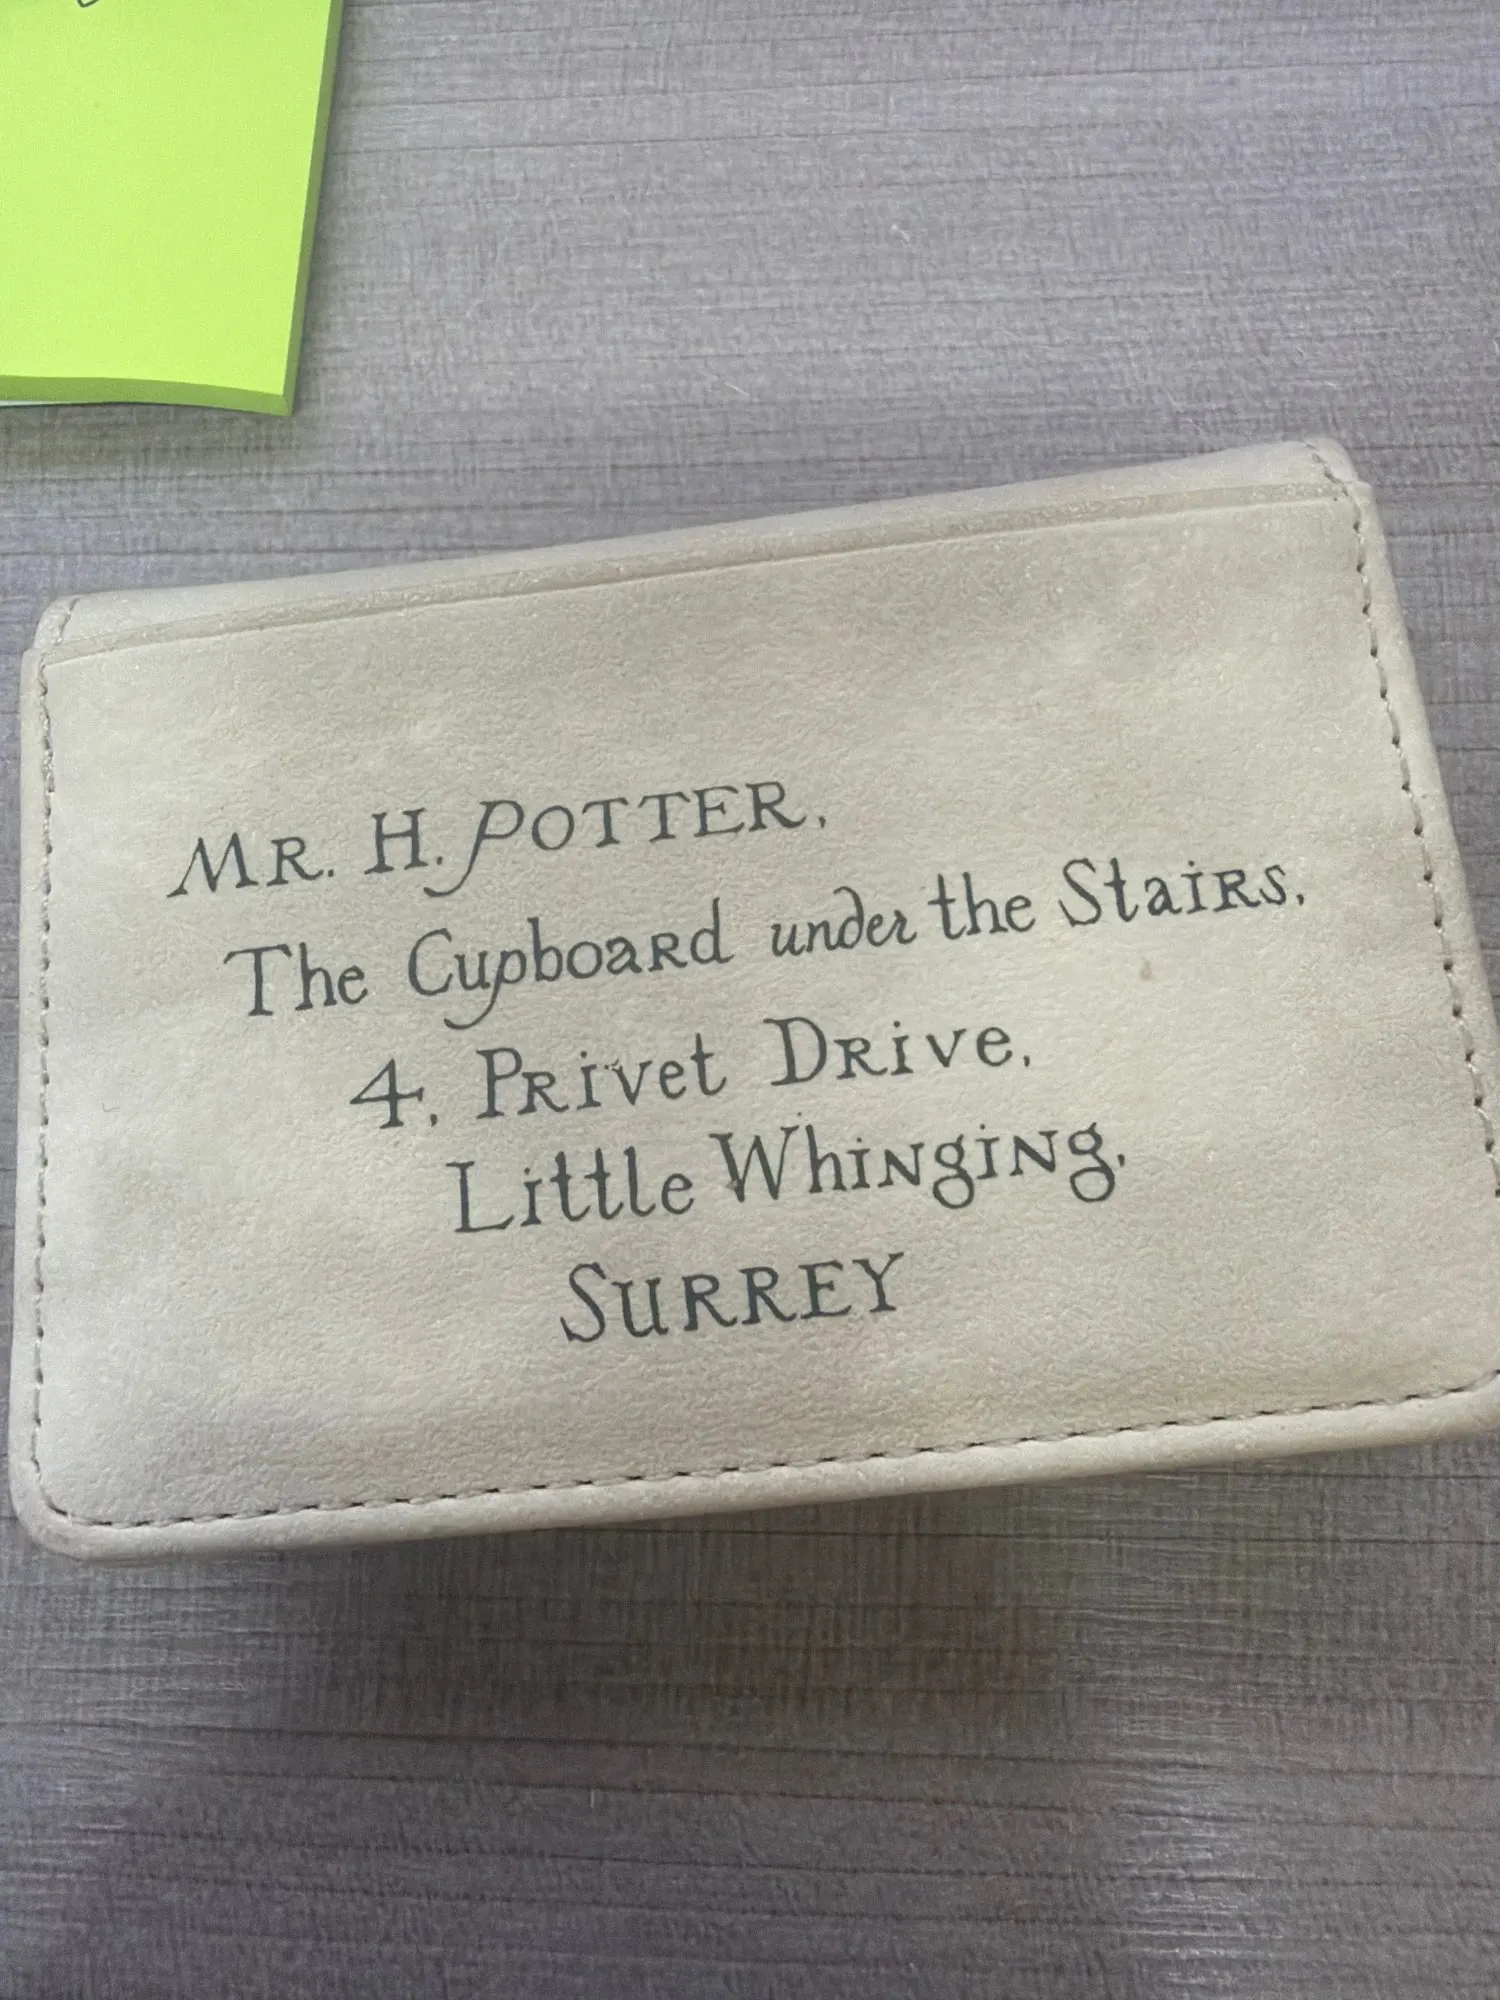 MR. H. POTTER,
The Cupboard under the Stairs,
4, Privet Drive,
Little Whinging,
SURREY